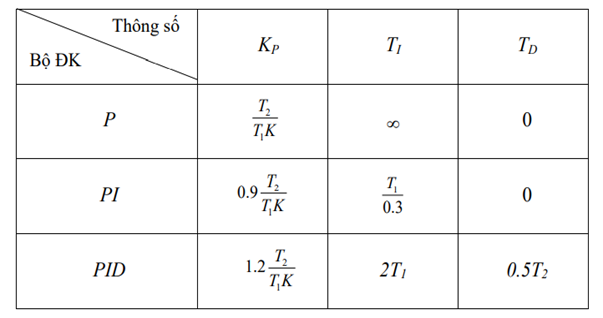 Thông số
Bộ ĐK
K_P T_I T_D
P T_2/(T_1K) ∞ 0
PI 0.9 T_2/(T_1K) T_1/0.3 0
PID 1.2 T_2/(T_1K) 2T_1 0.5T_2